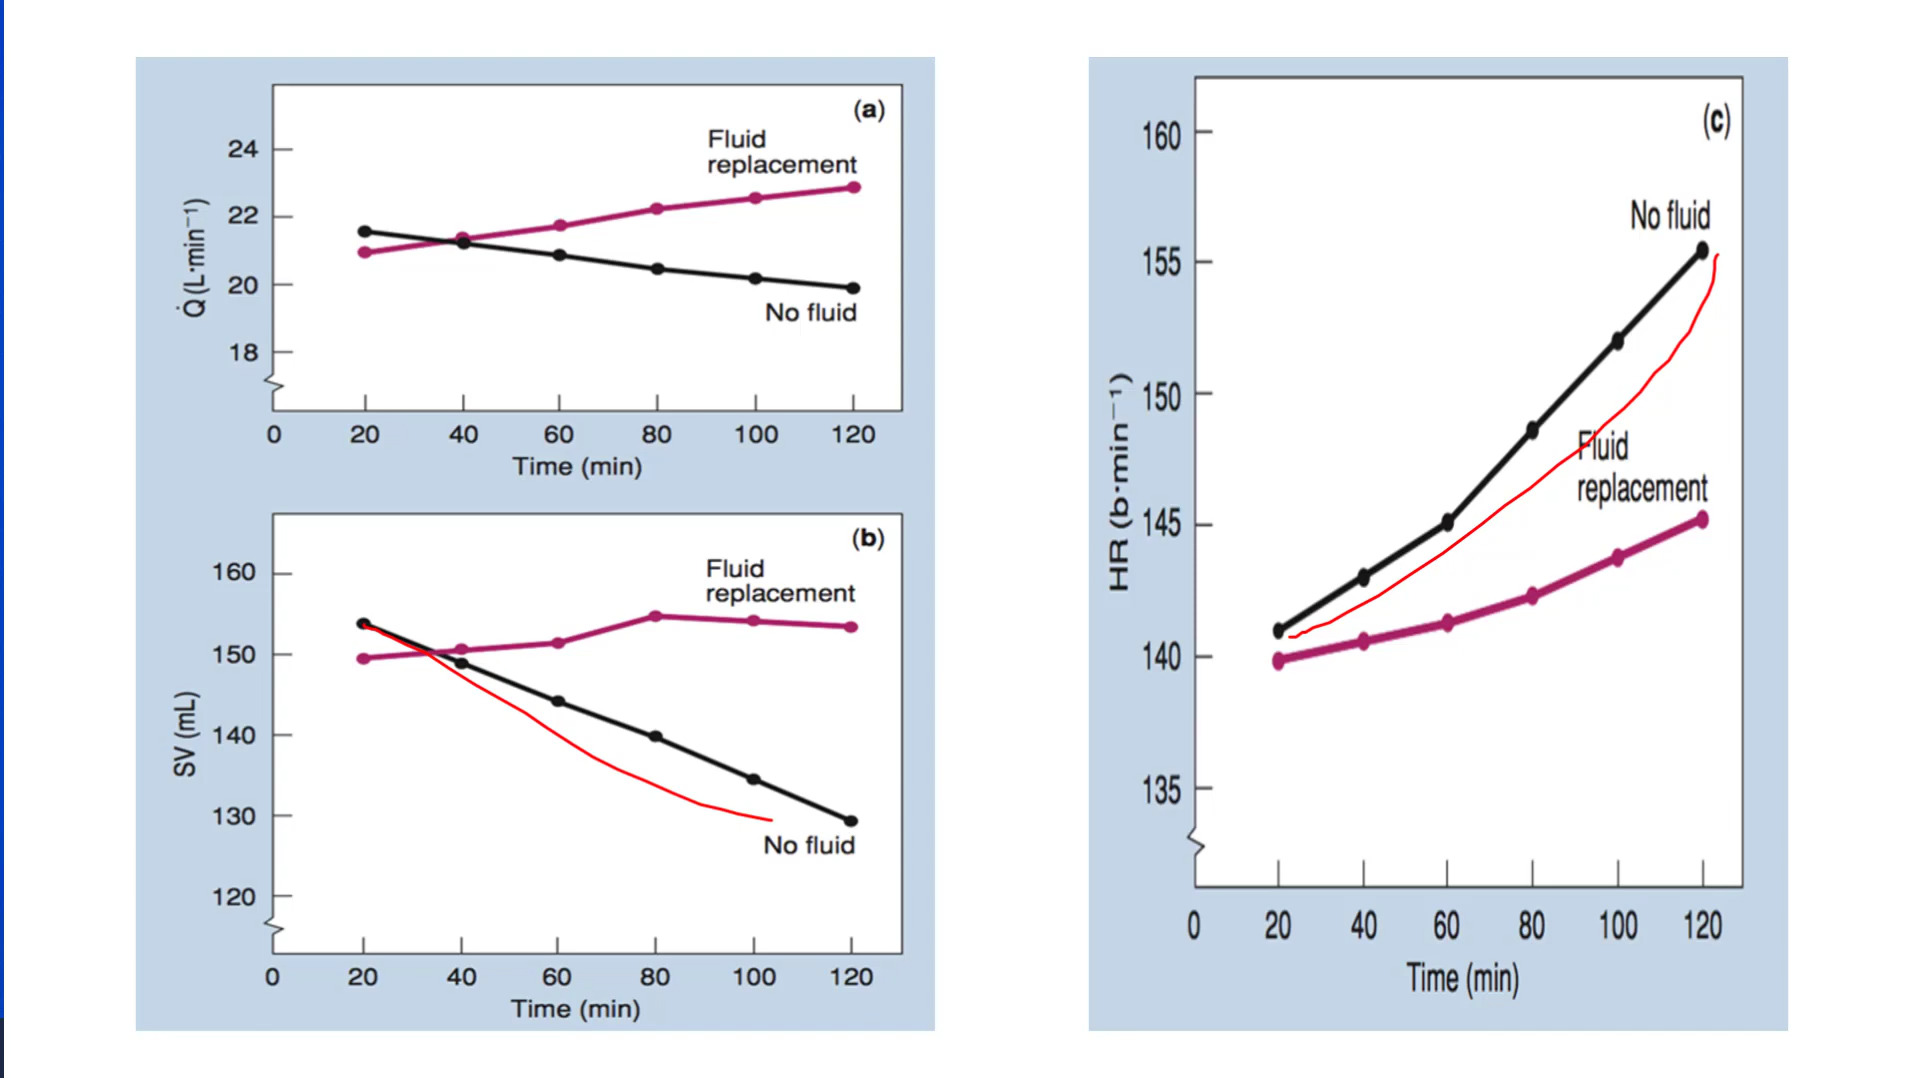 (a)
Fluid
replacement
24
22
20
18
Q̇ (L·min⁻¹)
No fluid
0 20 40 60 80 100 120
Time (min)
(b)
Fluid
replacement
160
150
140
130
120
SV (mL)
No fluid
0 20 40 60 80 100 120
Time (min)
(c)
160
155
150
145
140
135
HR (b·min⁻¹)
No fluid
Fluid
replacement
0 20 40 60 80 100 120
Time (min)